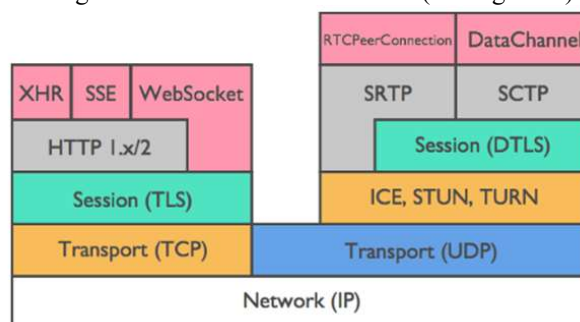 RTCPeerConnection DataChannel
XHR SSE WebSocket
SRTP SCTP
HTTP 1.x/2
Session (DTLS)
Session (TLS)
ICE, STUN, TURN
Transport (TCP)
Transport (UDP)
Network (IP)